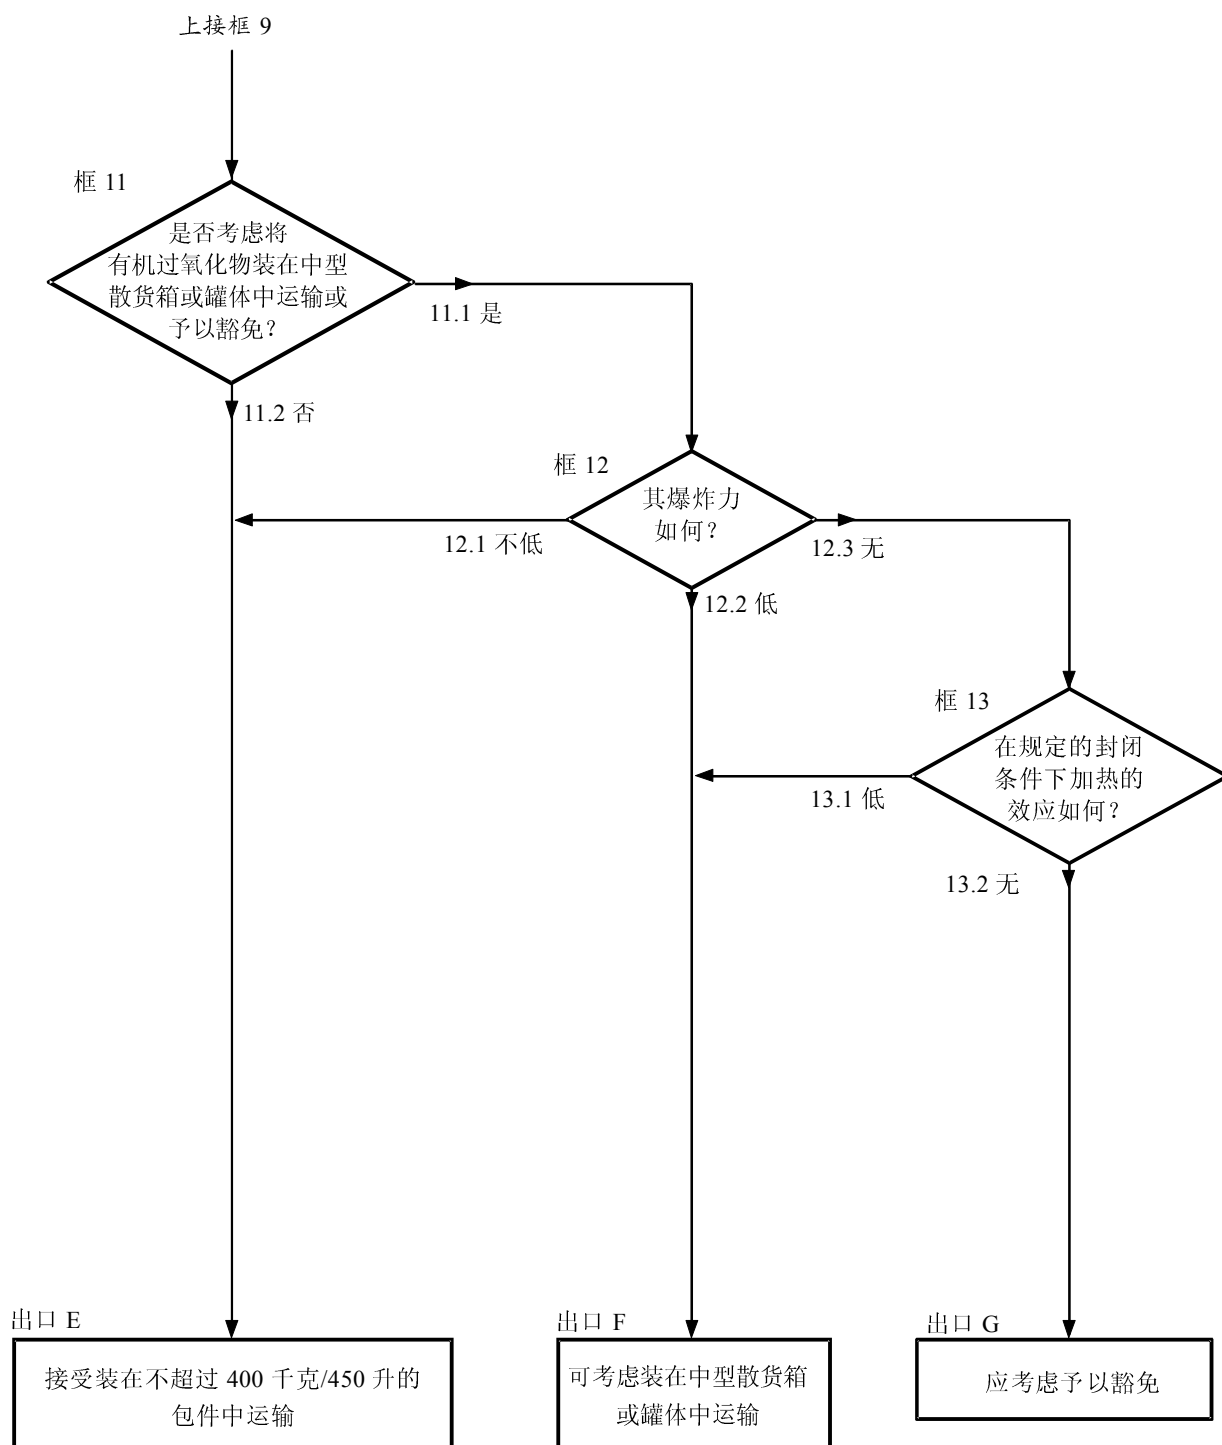 上接框 9
框 11
是否考虑将
有机过氧化物装在中型
散货箱或罐体中运输或
予以豁免？
11.1 是
11.2 否
框 12
其爆炸力
如何？
12.1 不低
12.3 无
12.2 低
框 13
在规定的封闭
条件下加热的
效应如何？
13.1 低
13.2 无
出口 E
接受装在不超过 400 千克/450 升的
包件中运输
出口 F
可考虑装在中型散货箱
或罐体中运输
出口 G
应考虑予以豁免